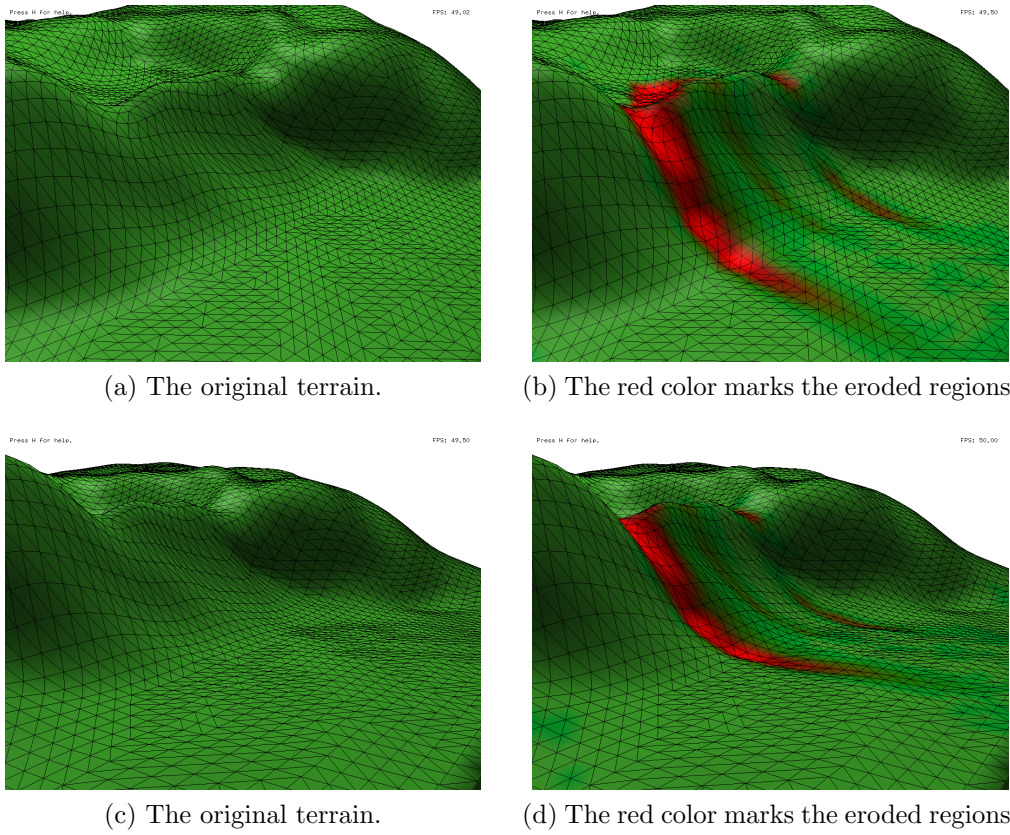 Press H for help.
FPS: 49,02
Press H for help.
FPS: 49,50
(a) The original terrain.
(b) The red color marks the eroded regions
Press H for help.
FPS: 49,50
Press H for help.
FPS: 50,00
(c) The original terrain.
(d) The red color marks the eroded regions